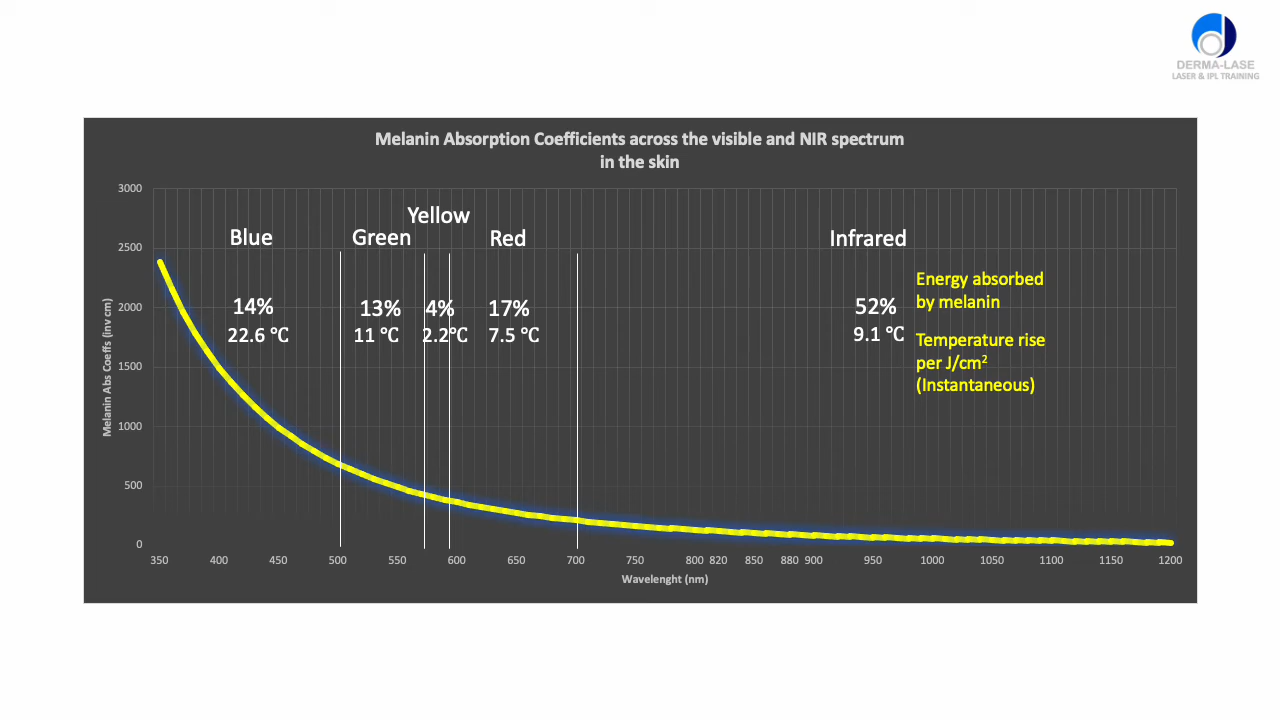 DERMA-LASE
LASER & IPL TRAINING
Melanin Absorption Coefficients across the visible and NIR spectrum
in the skin
3000
2500
2000
1500
1000
500
0
Melanin Abs Coeffs (inv cm)
Yellow
Blue
Green
Red
Infrared
14%
13%
4%
17%
52%
22.6 °C
11 °C
2.2°C
7.5 °C
9.1 °C
Energy absorbed
by melanin
Temperature rise
per J/cm²
(Instantaneous)
350 400 450 500 550 600 650 700 750 800 820 850 880 900 950 1000 1050 1100 1150 1200
Wavelenght (nm)